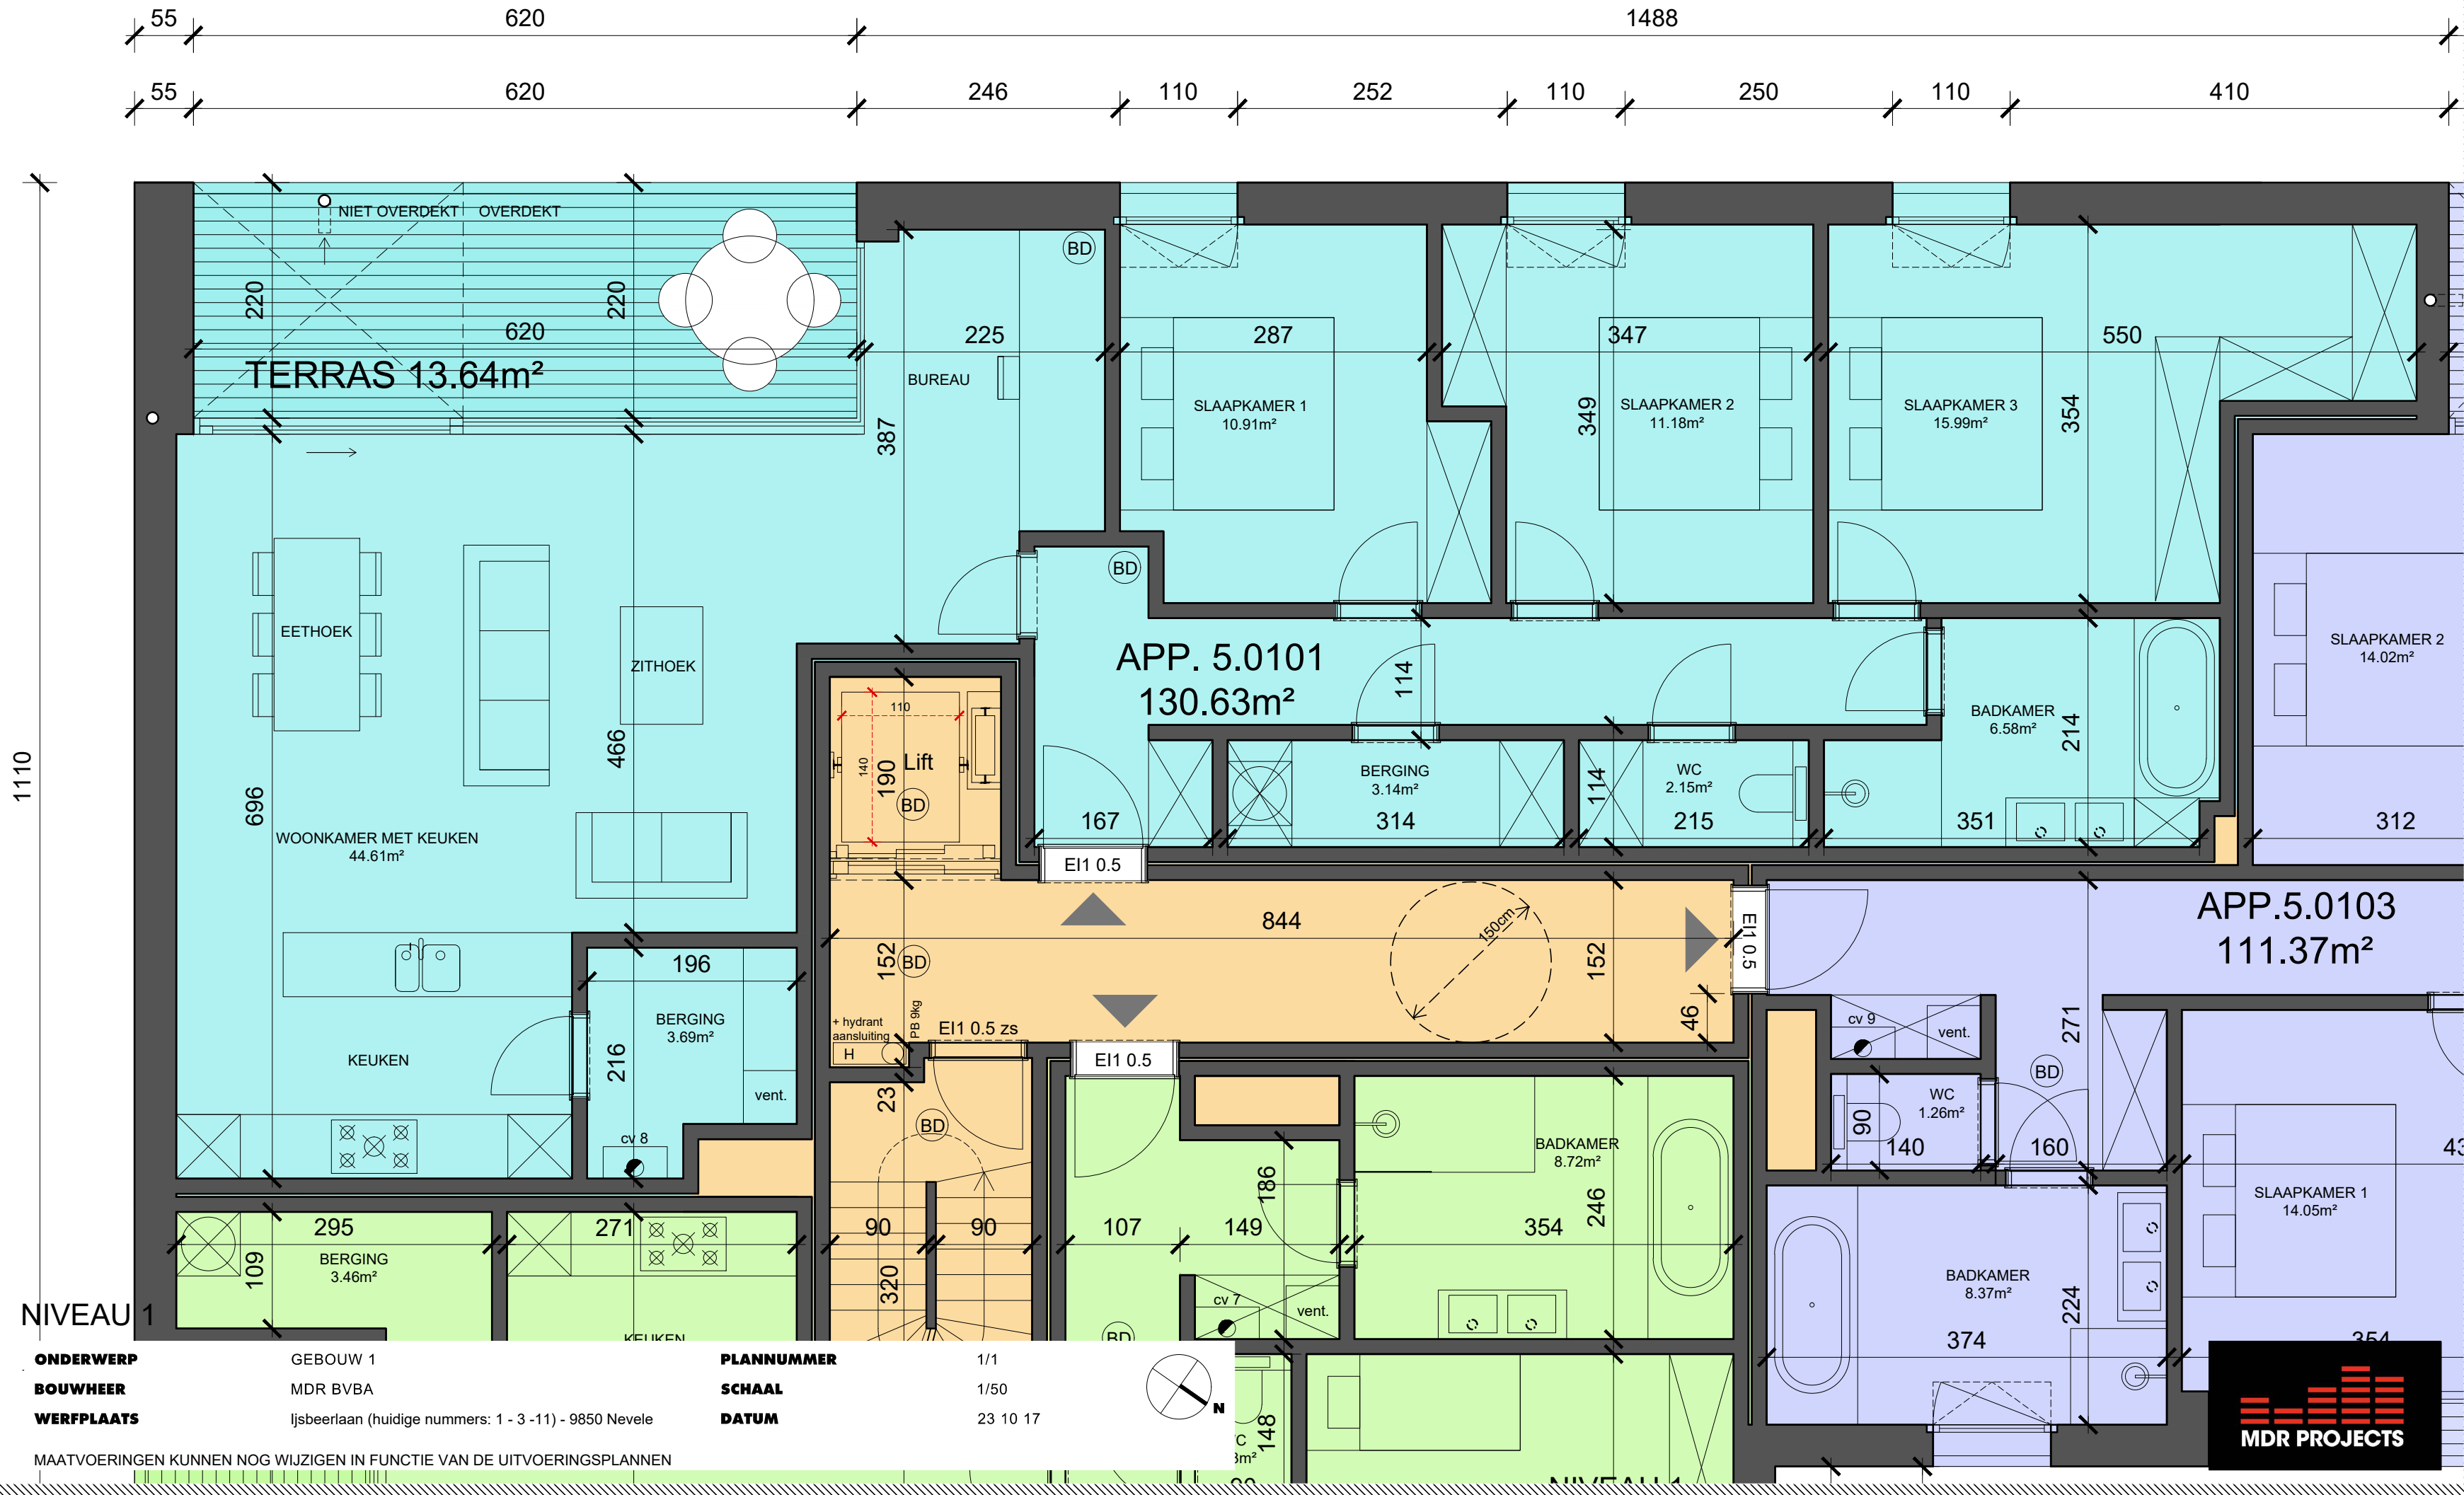 55
620
1488
55
620
246
110
252
110
250
110
410
NIET OVERDEKT
OVERDEKT
BD
220
220
620
225
287
347
550
TERRAS 13.64m²
BUREAU
387
SLAAPKAMER 1
10.91m²
349
SLAAPKAMER 2
11.18m²
SLAAPKAMER 3
15.99m²
354
BD
EETHOEK
ZITHOEK
APP. 5.0101
130.63m²
114
SLAAPKAMER 2
14.02m²
BADKAMER
6.58m²
214
110
140
190
Lift
BD
466
696
1110
WOONKAMER MET KEUKEN
44.61m²
BERGING
3.14m²
114
WC
2.15m²
167
314
215
351
312
EI1 0.5
844
150cm
152
BD
152
46
EI1 0.5
APP.5.0103
111.37m²
196
BERGING
3.69m²
216
vent.
cv 8
KEUKEN
+ hydrant
aansluiting
H
PB 9kg
EI1 0.5 zs
EI1 0.5
23
BD
cv 9
vent.
271
BD
WC
1.26m²
90
140
160
43
BADKAMER
8.72m²
186
246
295
271
90
90
107
149
354
109
BERGING
3.46m²
320
SLAAPKAMER 1
14.05m²
BADKAMER
8.37m²
224
cv 7
vent.
BD
KEUKEN
374
354
NIVEAU 1
ONDERWERP
GEBOUW 1
PLANNUMMER
1/1
BOUWHEER
MDR BVBA
SCHAAL
1/50
WERFPLAATS
Ijsbeerlaan (huidige nummers: 1 - 3 -11) - 9850 Nevele
DATUM
23 10 17
N
MAATVOERINGEN KUNNEN NOG WIJZIGEN IN FUNCTIE VAN DE UITVOERINGSPLANNEN
148
NIVEAU 1
MDR PROJECTS